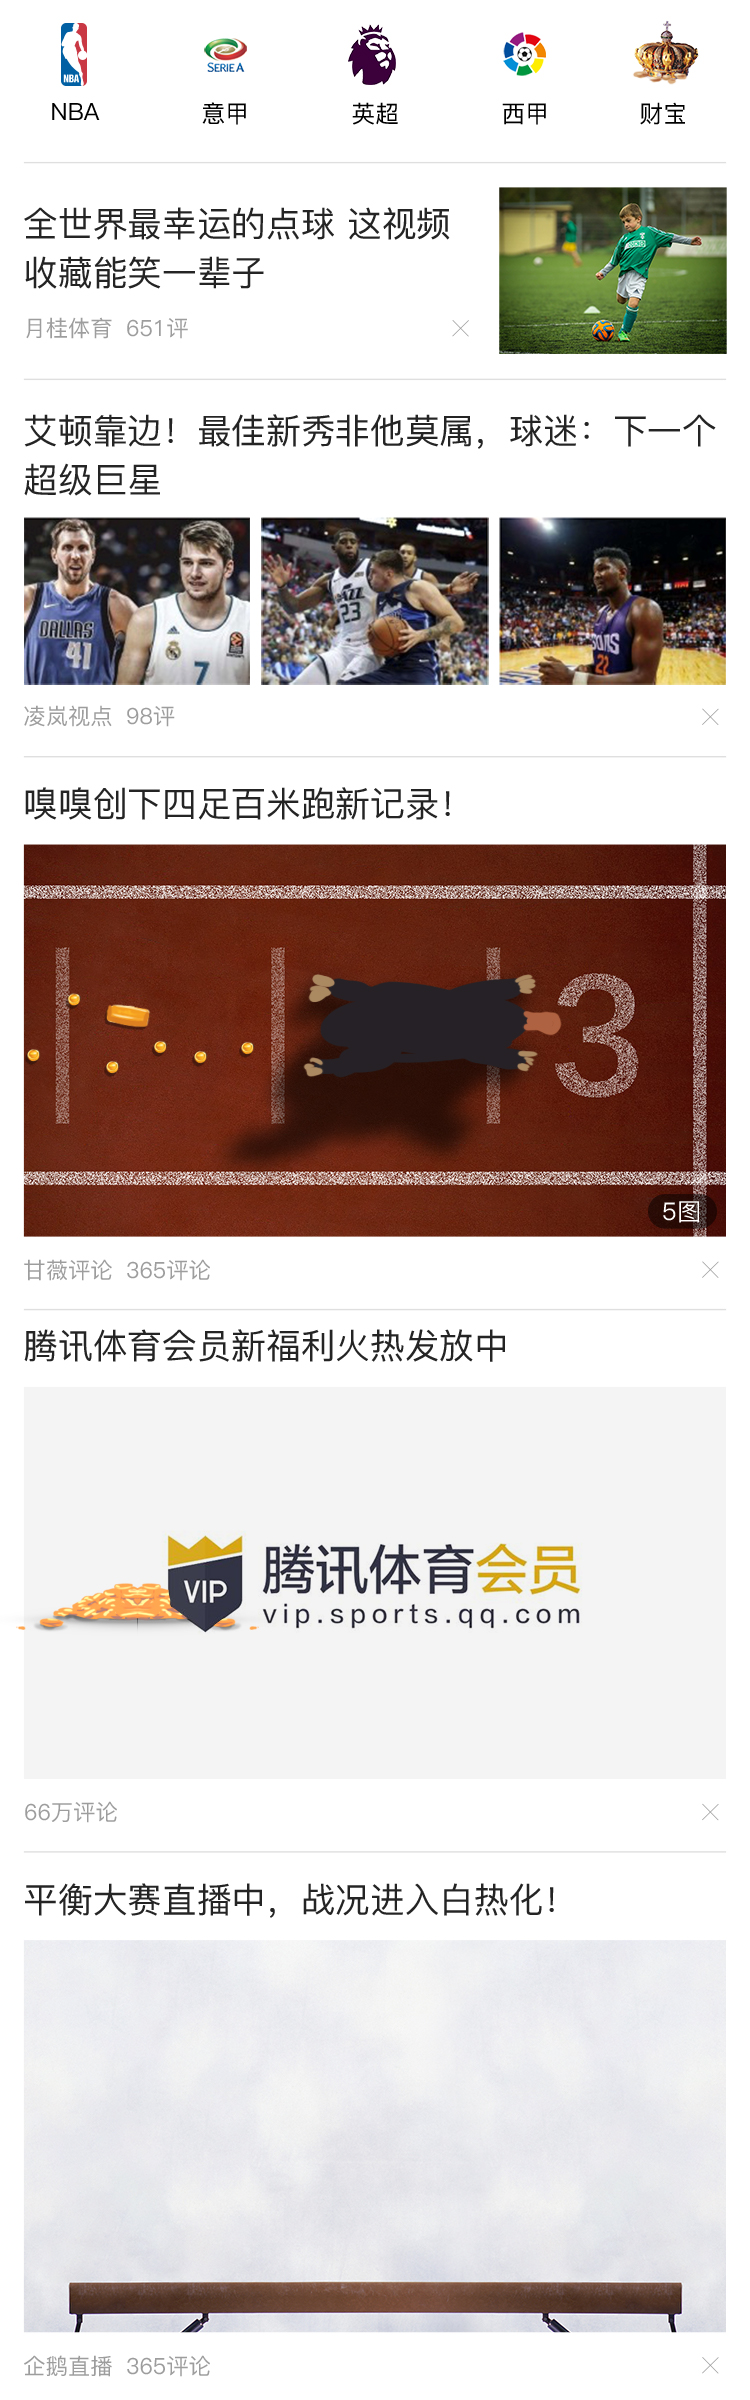 NBA
SERIE A
NBA
意甲
英超
西甲
财宝
全世界最幸运的点球 这视频
收藏能笑一辈子
月桂体育 651评
艾顿靠边！最佳新秀非他莫属，球迷：下一个
超级巨星
DALLAS
41
7
JAZZ
23
SUNS
22
凌岚视点 98评
嗅嗅创下四足百米跑新记录！
3
5图
甘薇评论 365评论
腾讯体育会员新福利火热发放中
VIP
腾讯体育会员
vip.sports.qq.com
66万评论
平衡大赛直播中，战况进入白热化！
企鹅直播 365评论